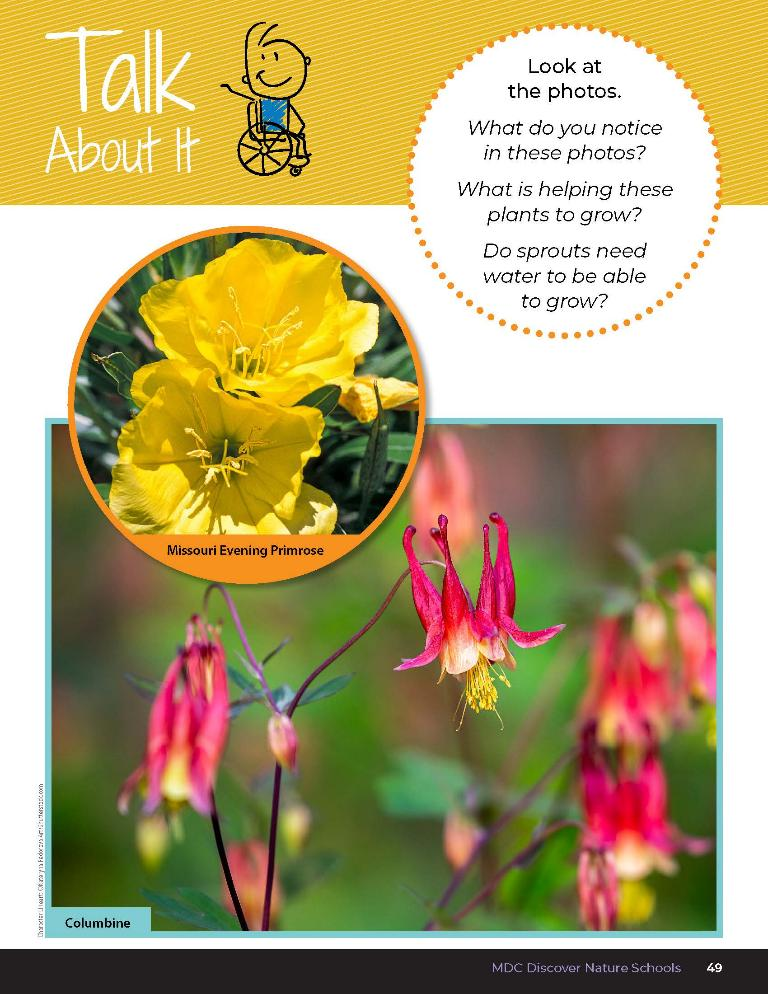 Talk
About It
Look at
the photos.
What do you notice
in these photos?
What is helping these
plants to grow?
Do sprouts need
water to be able
to grow?
Missouri Evening Primrose
Columbine
MDC Discover Nature Schools 49